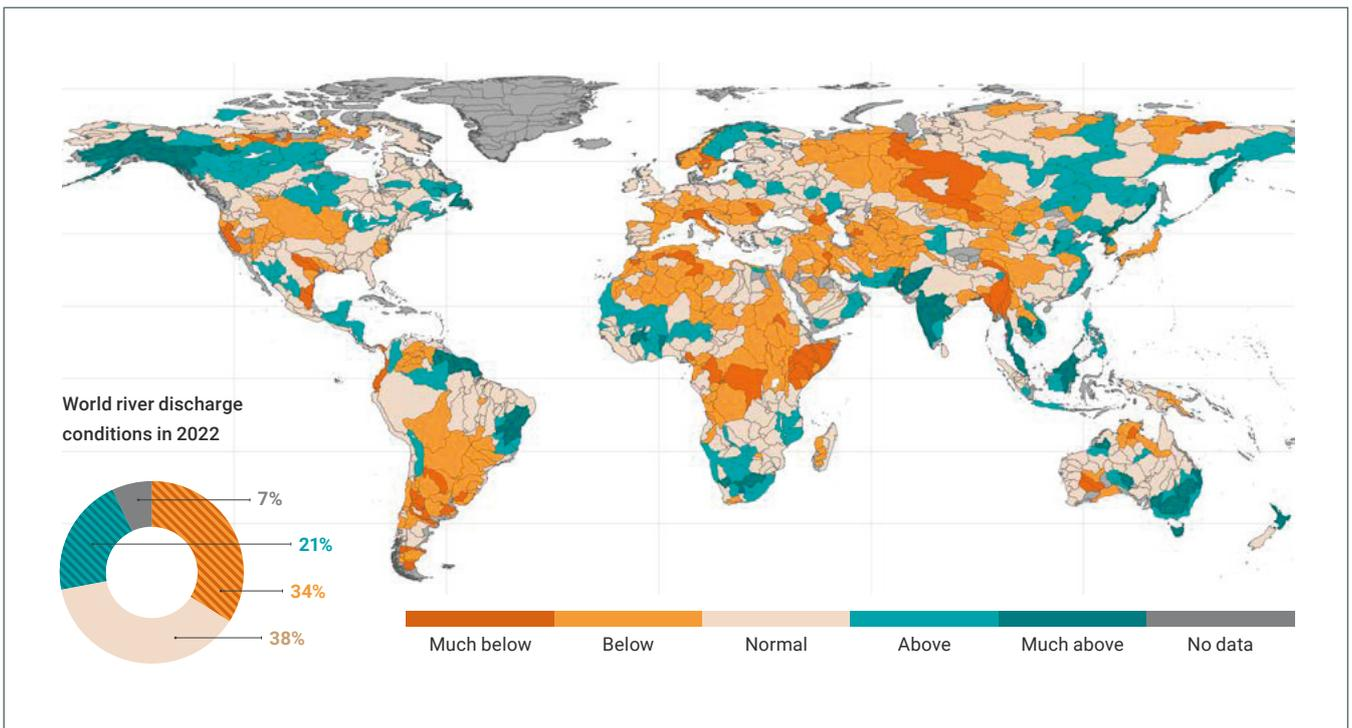 World river discharge
conditions in 2022
7%
21%
34%
38%
Much below
Below
Normal
Above
Much above
No data